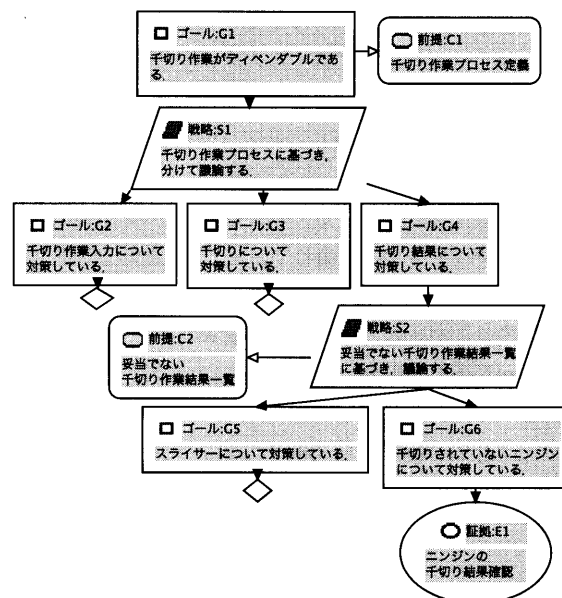 ゴール:G1
千切り作業がディペンダブルであ
る.
前提:C1
千切り作業プロセス定義
戦略:S1
千切り作業プロセスに基づき,
分けて議論する.
ゴール:G2
千切り作業入力について
対策している.
ゴール:G3
千切りについて
対策している.
ゴール:G4
千切り結果について
対策している.
前提:C2
妥当でない
千切り作業結果一覧
戦略:S2
妥当でない千切り作業結果一覧
に基づき, 議論する.
ゴール:G5
スライサーについて対策している.
ゴール:G6
千切りされていないニンジン
について対策している.
証拠:E1
ニンジンの
千切り結果確認